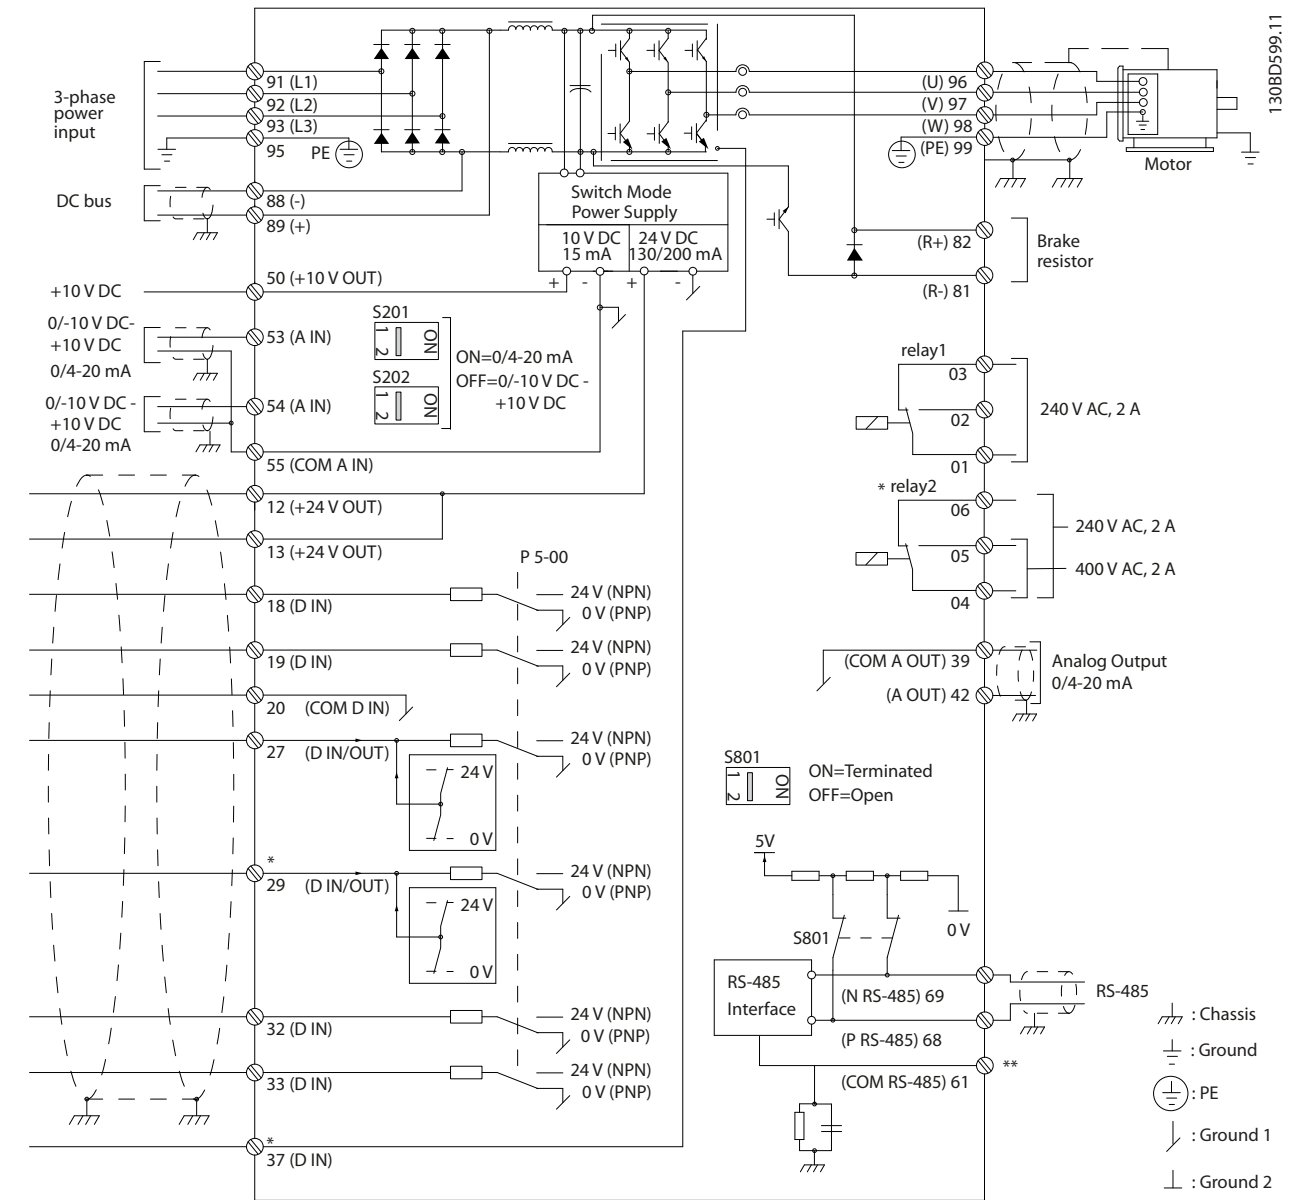 130BD599.11
3-phase
power
input
91 (L1)
92 (L2)
93 (L3)
95
PE
(U) 96
(V) 97
(W) 98
(PE) 99
Motor
DC bus
88 (-)
89 (+)
Switch Mode
Power Supply
10 V DC
15 mA
24 V DC
130/200 mA
+
-
+
-
(R+) 82
(R-) 81
Brake
resistor
+10 V DC
50 (+10 V OUT)
0/-10 V DC-
+10 V DC
0/4-20 mA
53 (A IN)
S201
1
2
ON
S202
1
2
ON
ON=0/4-20 mA
OFF=0/-10 V DC -
+10 V DC
0/-10 V DC -
+10 V DC
0/4-20 mA
54 (A IN)
55 (COM A IN)
relay1
03
02
01
240 V AC, 2 A
* relay2
06
05
04
240 V AC, 2 A
400 V AC, 2 A
12 (+24 V OUT)
13 (+24 V OUT)
P 5-00
18 (D IN)
24 V (NPN)
0 V (PNP)
19 (D IN)
24 V (NPN)
0 V (PNP)
20 (COM D IN)
27 (D IN/OUT)
24 V (NPN)
0 V (PNP)
24 V
0 V
*
29 (D IN/OUT)
24 V (NPN)
0 V (PNP)
24 V
0 V
32 (D IN)
24 V (NPN)
0 V (PNP)
33 (D IN)
24 V (NPN)
0 V (PNP)
*
37 (D IN)
(COM A OUT) 39
(A OUT) 42
Analog Output
0/4-20 mA
S801
1
2
ON
ON=Terminated
OFF=Open
5V
S801
0 V
RS-485
Interface
(N RS-485) 69
(P RS-485) 68
(COM RS-485) 61
RS-485
**
: Chassis
: Ground
: PE
: Ground 1
: Ground 2